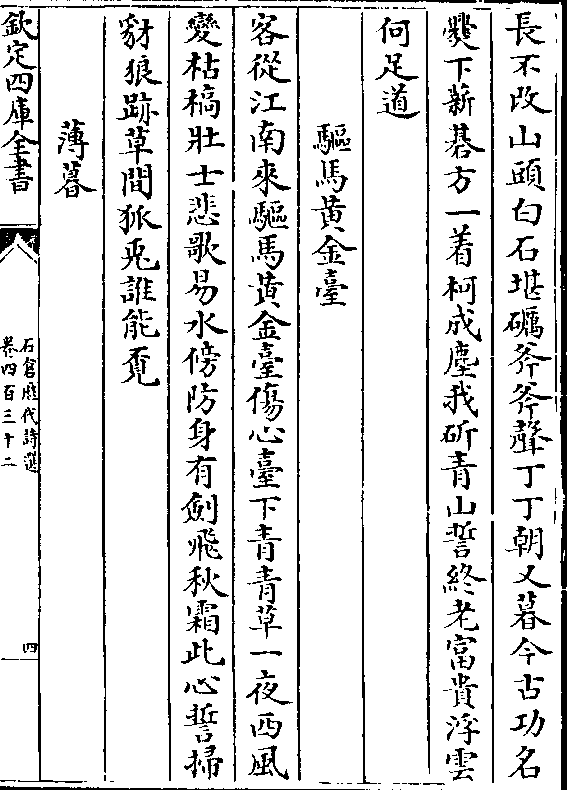 長不改山頭白石堪礪斧斧聲丁丁朝又暮今古功名
爨下薪碁方一着柯成塵我斫青山誓終老富貴浮雲
何足道
驅馬黄金臺
客從江南來驅馬黄金臺傷心臺下青青草一夜西風
變枯槁壯士悲歌易水傍防身有劍飛秋霜此心誓掃
豺狼跡草間狐兎誰能覔
薄暮
欽定四庫全書
石倉歷代詩選
卷四百三十二
四